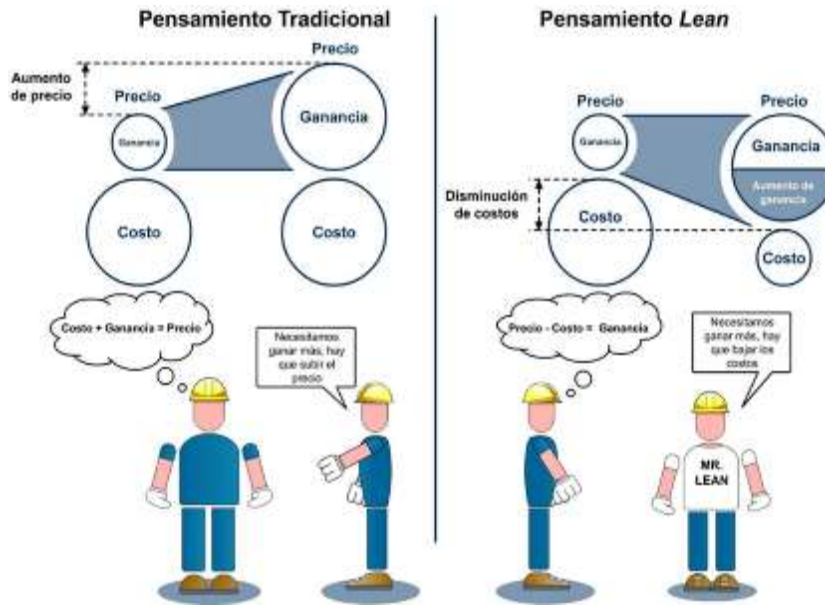 Pensamiento Tradicional
Precio
Aumento
de precio
Precio
Ganancia
Ganancia
Costo
Costo
Costo + Ganancia = Precio
Necesitamos
ganar más, hay
que subir el
precio
Pensamiento Lean
Precio
Precio
Ganancia
Ganancia
Aumento de
ganancia
Disminución
de costos
Costo
Costo
Precio - Costo = Ganancia
Necesitamos
ganar más, hay
que bajar los
costos
MR.
LEAN